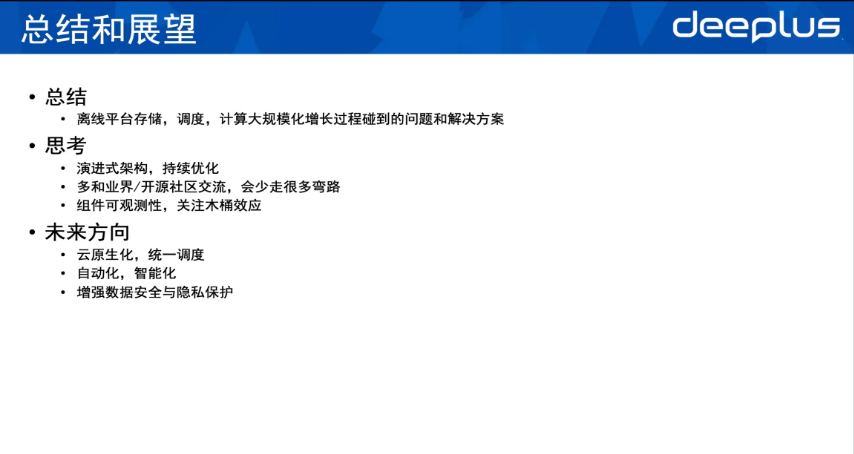 总结和展望
deeplus
• 总结
• 离线平台存储，调度，计算大规模化增长过程碰到的问题和解决方案
• 思考
• 演进式架构，持续优化
• 多和业界/开源社区交流，会少走很多弯路
• 组件可观测性，关注木桶效应
• 未来方向
• 云原生化，统一调度
• 自动化，智能化
• 增强数据安全与隐私保护